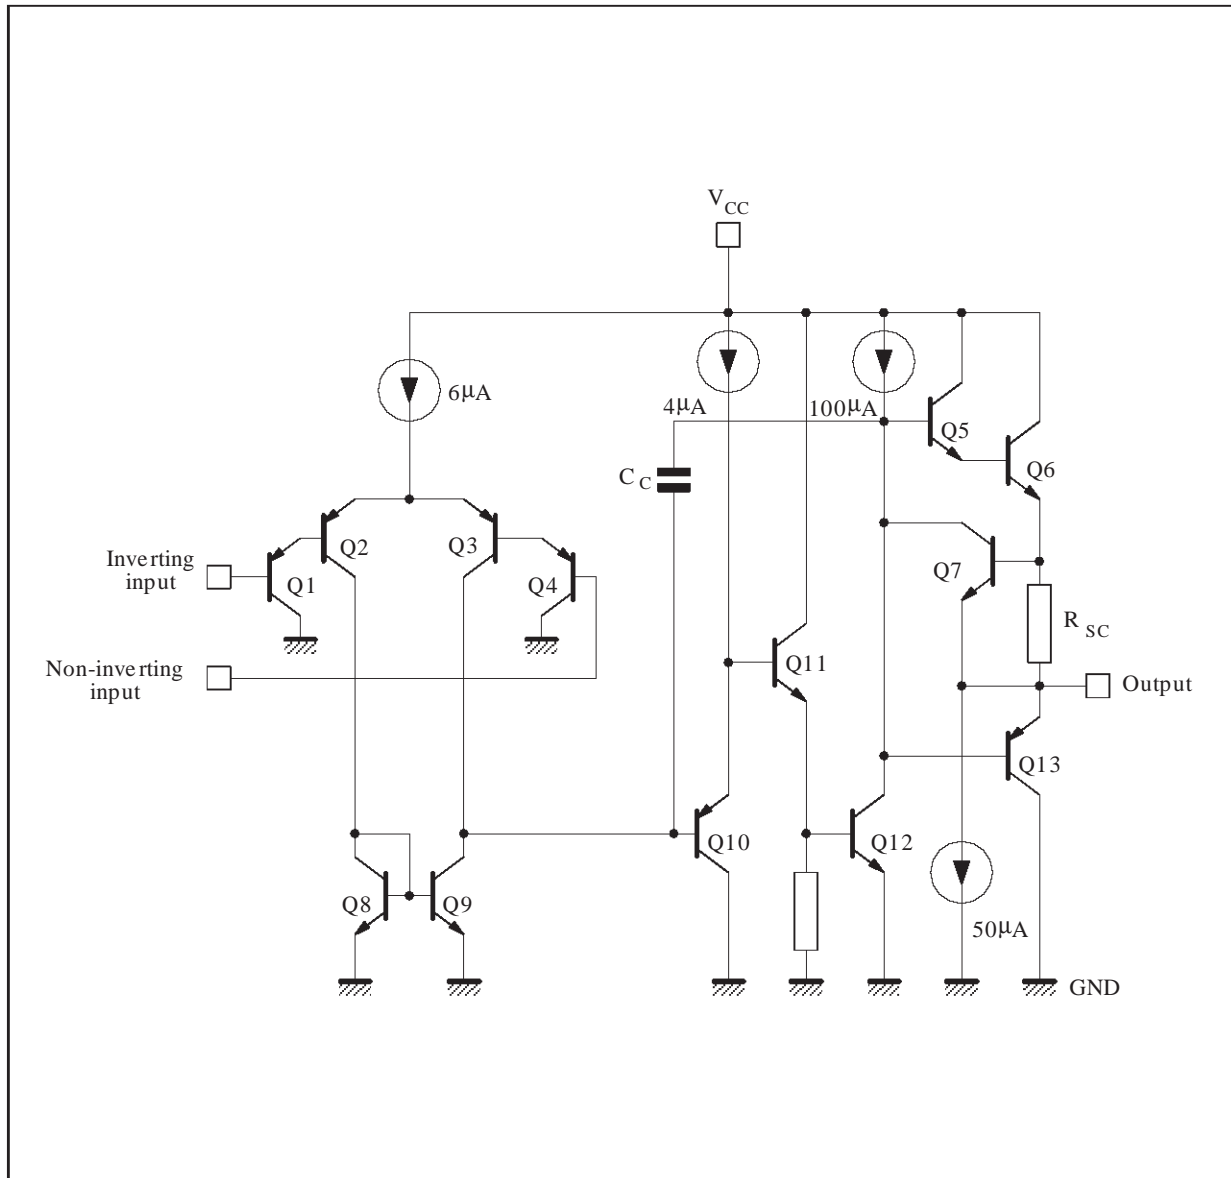 V CC
6µA
4µA
100µA
Q5
Q6
C C
Inverting
input
Q1
Q2
Q3
Q4
Q7
R SC
Non-inverting
input
Q11
Output
Q13
Q10
Q12
Q8
Q9
50µA
GND